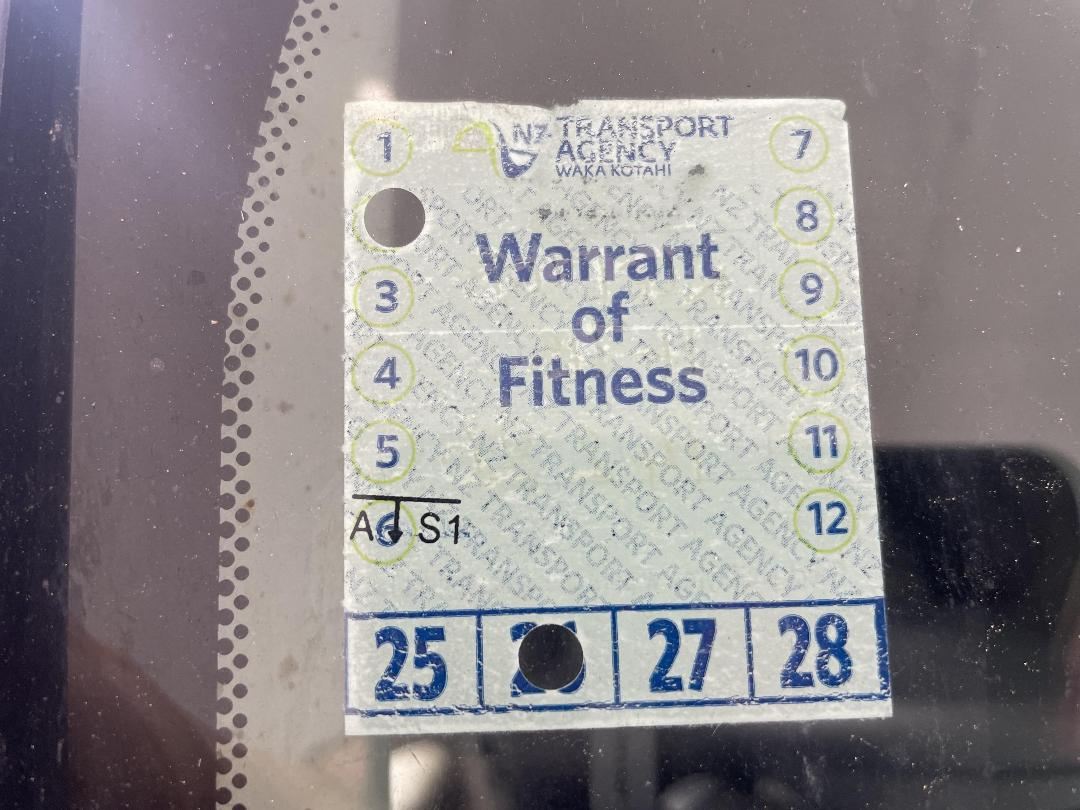 NZ TRANSPORT
AGENCY
WAKA KOTAHI
Warrant
of
Fitness
1
3
4
5
6
A S1
7
8
9
10
11
12
25
27
28